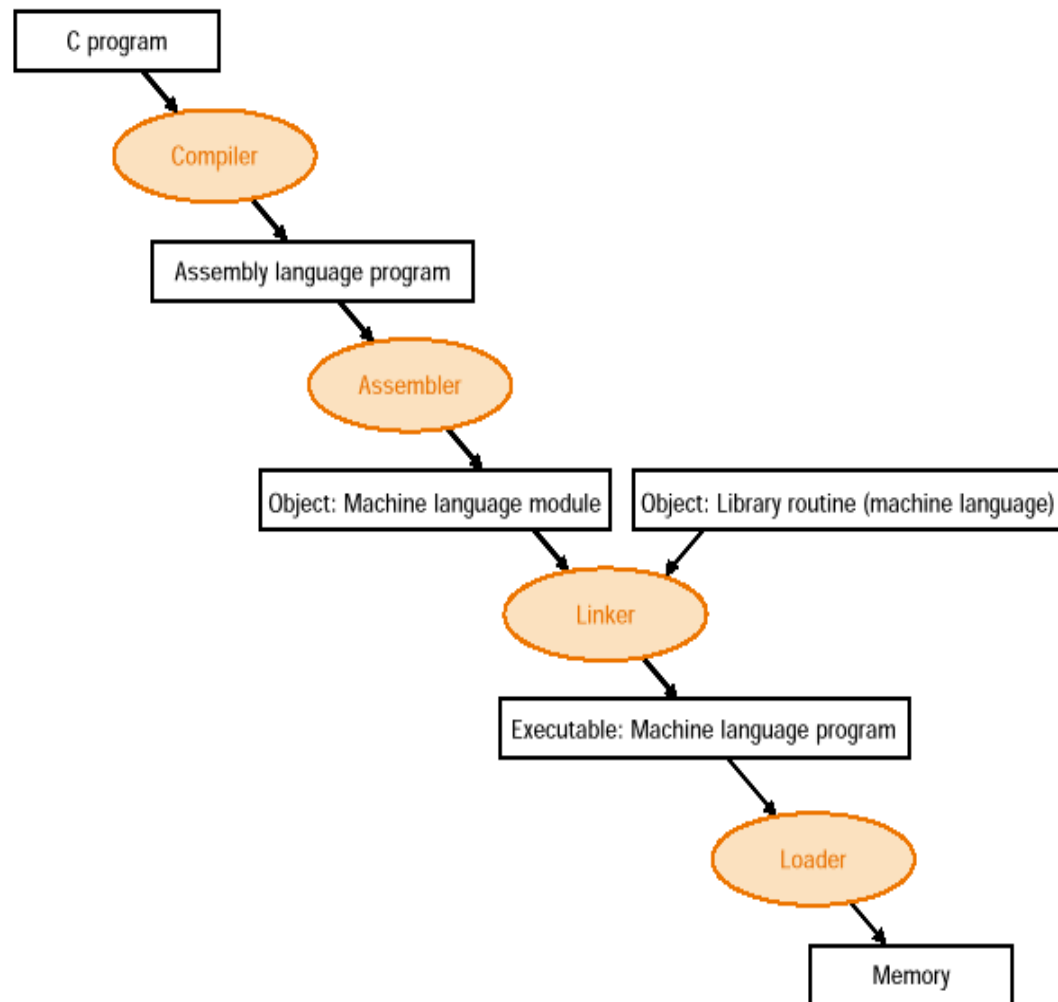 C program
Compiler
Assembly language program
Assembler
Object: Machine language module
Object: Library routine (machine language)
Linker
Executable: Machine language program
Loader
Memory